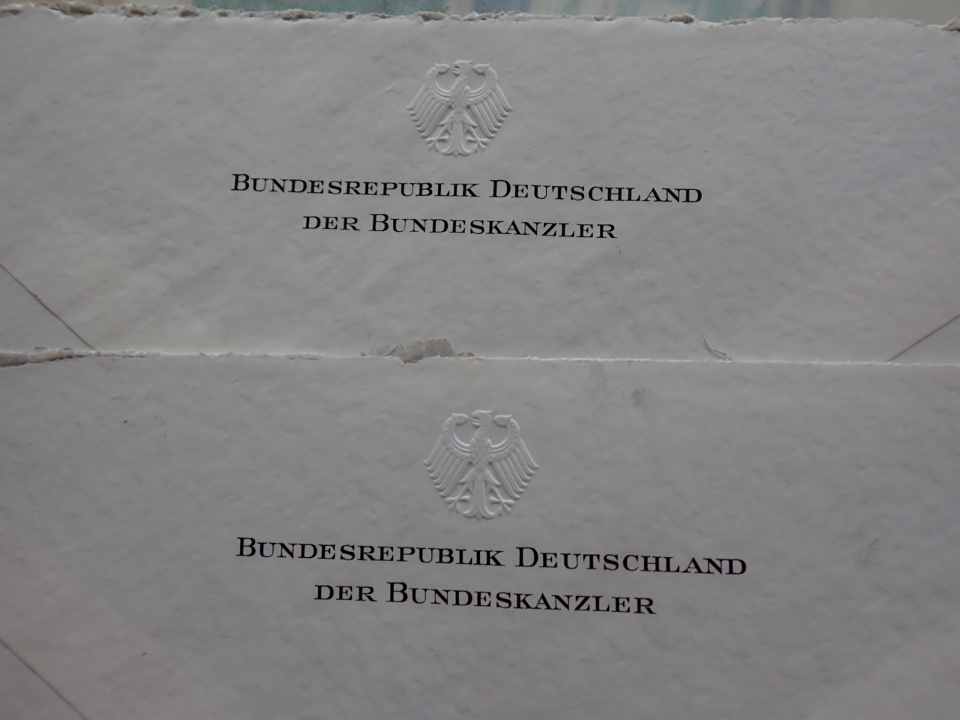 BUNDESREPUBLIK DEUTSCHLAND
DER BUNDESKANZLER
BUNDESREPUBLIK DEUTSCHLAND
DER BUNDESKANZLER